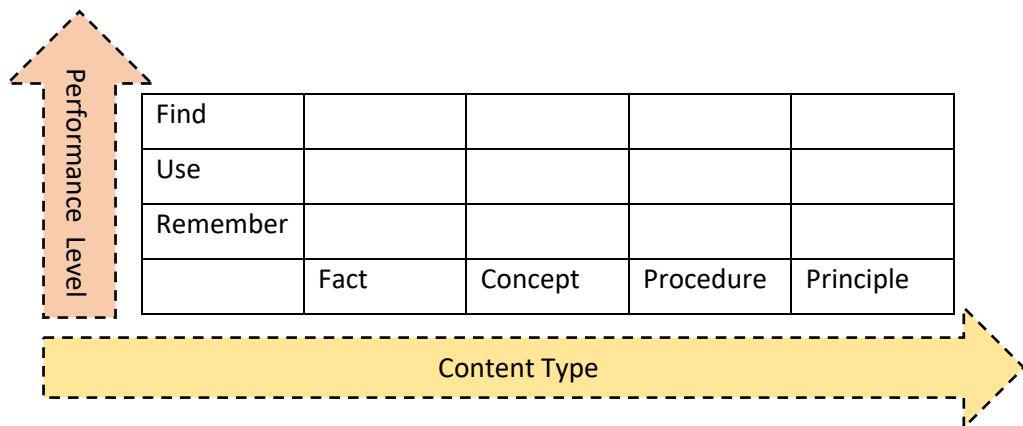 Performance Level
Find
Use
Remember
Fact Concept Procedure Principle
Content Type